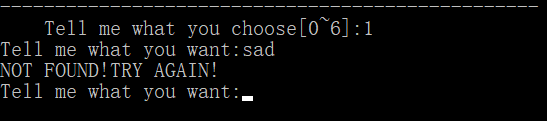 --------------------------------------------------
Tell me what you choose[0~6]:1
Tell me what you want:sad
NOT FOUND!TRY AGAIN!
Tell me what you want: